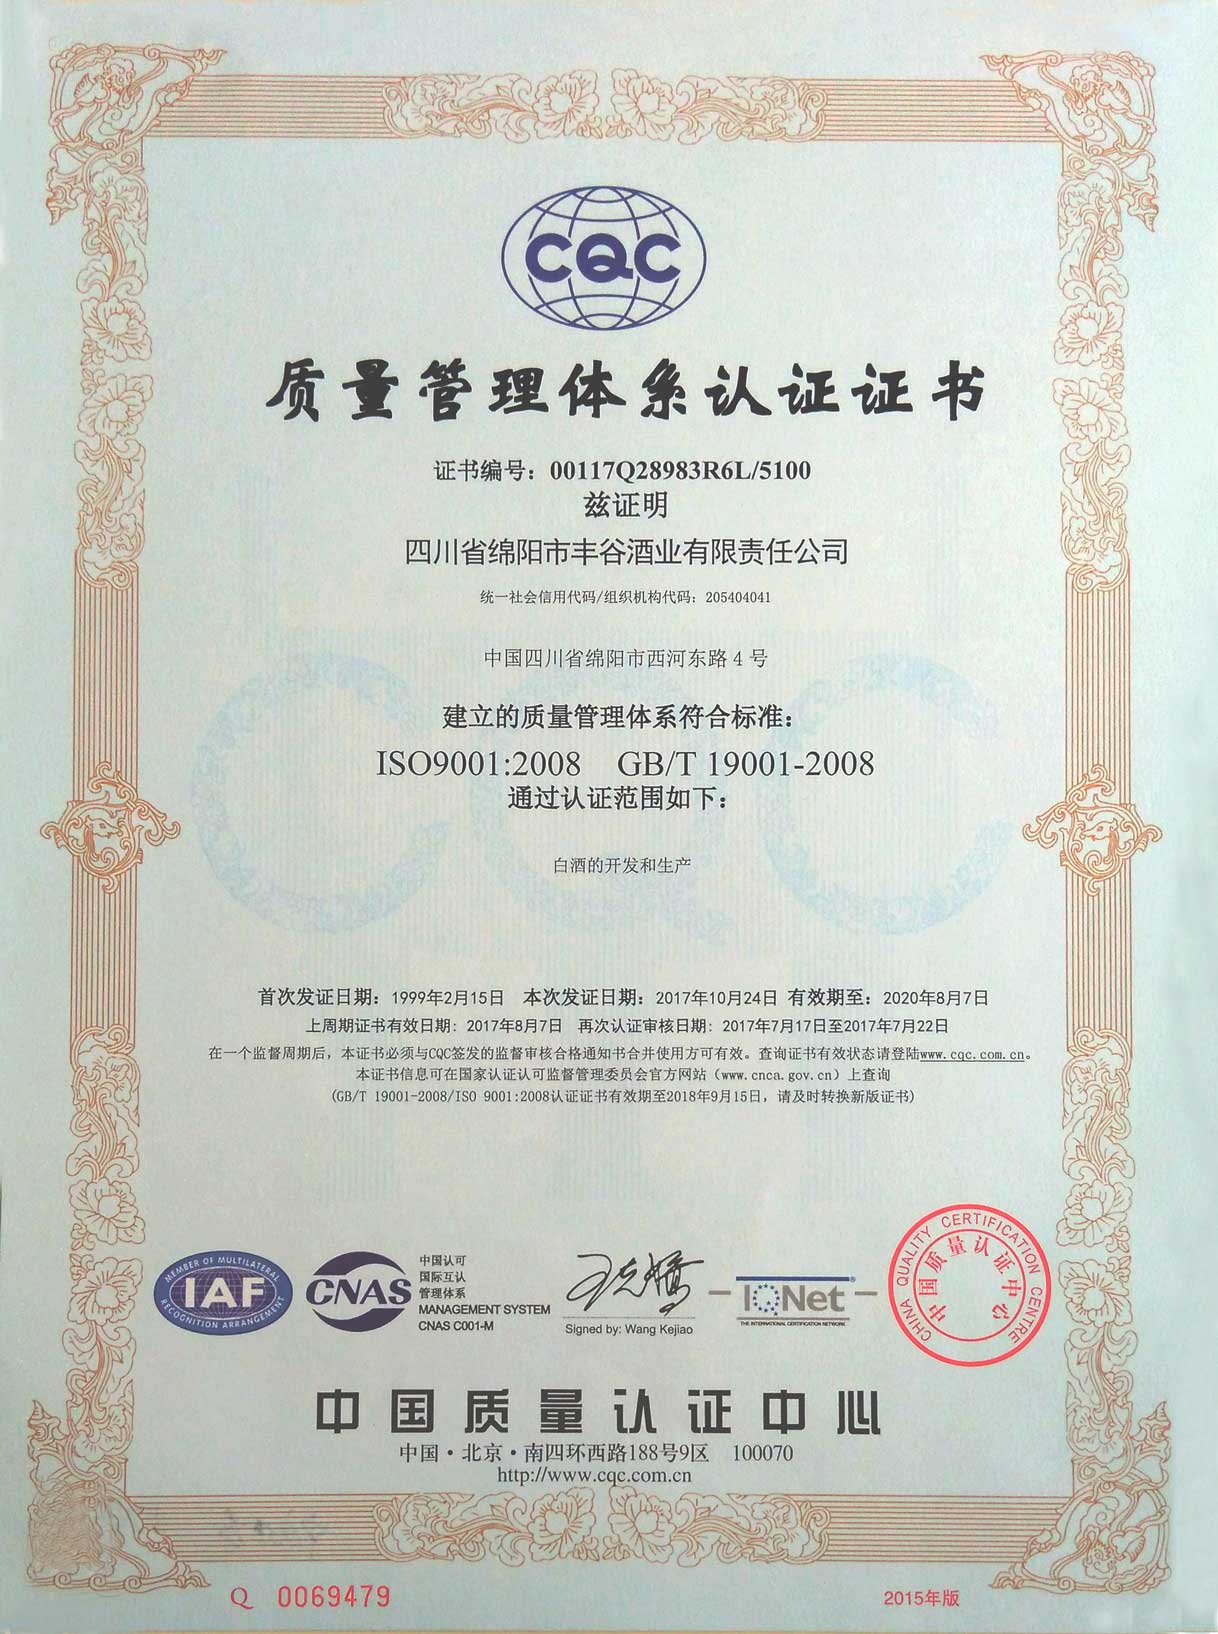 CQC
质量管理体系认证证书
证书编号：00117Q28983R6L/5100
兹证明
四川省绵阳市丰谷酒业有限责任公司
统一社会信用代码/组织机构代码：205404041
中国四川省绵阳市西河东路 4 号
建立的质量管理体系符合标准：
ISO9001:2008 GB/T 19001-2008
通过认证范围如下：
白酒的开发和生产
首次发证日期：1999年2月15日 本次发证日期：2017年10月24日 有效期至：2020年8月7日
上周期证书有效日期：2017年8月7日 再次认证审核日期：2017年7月17日至2017年7月22日
在一个监督周期后，本证书必须与CQC签发的监督审核合格通知书合并使用方可有效。查询证书有效状态请登陆www.cqc.com.cn。
本证书信息可在国家认证认可监督管理委员会官方网站（www.cnca.gov.cn）上查询
(GB/T 19001-2008/ISO 9001:2008认证证书有效期至2018年9月15日，请及时转换新版证书)
MEMBER OF MULTILATERAL
IAF
RECOGNITION ARRANGEMENT
CNAS
中国认可
国际互认
管理体系
MANAGEMENT SYSTEM
CNAS C001-M
王克娇
Signed by: Wang Kejiao
IQNet®
THE INTERNATIONAL CERTIFICATION NETWORK
CHINA QUALITY CERTIFICATION CENTRE
中国质量认证中心
中国质量认证中心
中国·北京·南四环西路188号9区 100070
http://www.cqc.com.cn
Q 0069479
2015年版